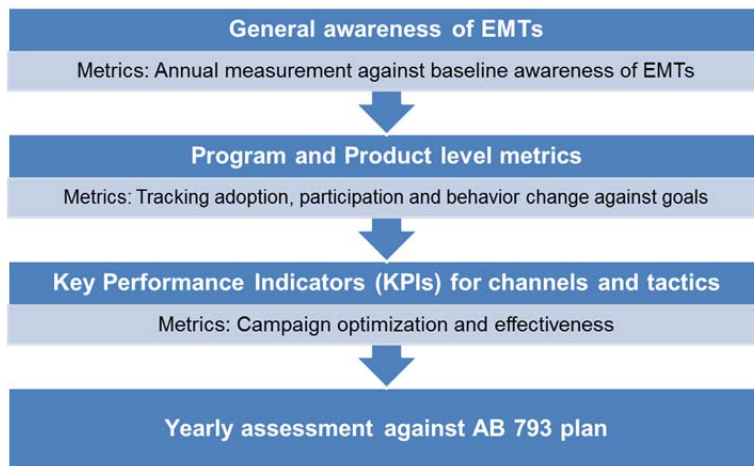 General awareness of EMTs
Metrics: Annual measurement against baseline awareness of EMTs
Program and Product level metrics
Metrics: Tracking adoption, participation and behavior change against goals
Key Performance Indicators (KPIs) for channels and tactics
Metrics: Campaign optimization and effectiveness
Yearly assessment against AB 793 plan